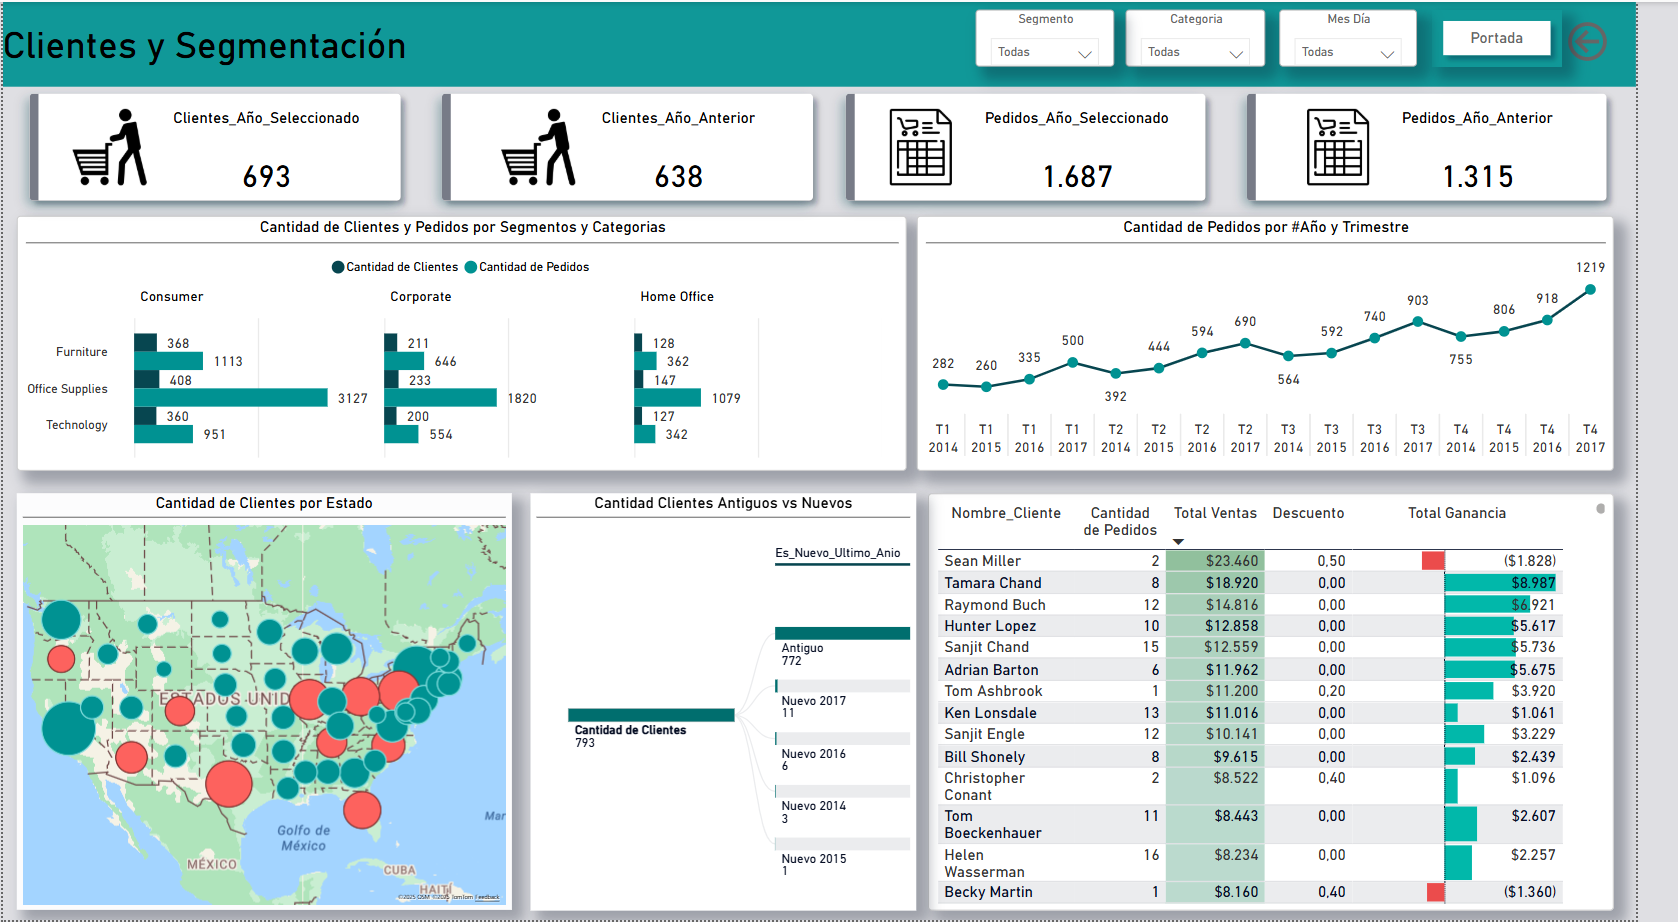 Clientes y Segmentación
Segmento
Todas
Categoria
Todas
Mes Día
Todas
Portada
Clientes_Año_Seleccionado
693
Clientes_Año_Anterior
638
Pedidos_Año_Seleccionado
1.687
Pedidos_Año_Anterior
1.315
Cantidad de Clientes y Pedidos por Segmentos y Categorias
Cantidad de Clientes Cantidad de Pedidos
Consumer Corporate Home Office
Furniture
368 211 128
1113 646 362
Office Supplies
408 233 147
3127 1820 1079
Technology
360 200 127
951 554 342
Cantidad de Pedidos por #Año y Trimestre
282 260 335 500 392 444 594 690 564 592 740 903 755 806 918 1219
T1 T1 T1 T1 T2 T2 T2 T2 T3 T3 T3 T3 T4 T4 T4 T4
2014 2015 2016 2017 2014 2015 2016 2017 2014 2015 2016 2017 2014 2015 2016 2017
Cantidad de Clientes por Estado
ESTADOS UNID
Golfo de
México
MÉXICO
CUBA
HAITÍ
Mar
©2025 OSM ©2025 TomTom Feedback
Cantidad Clientes Antiguos vs Nuevos
Es_Nuevo_Ultimo_Anio
Cantidad de Clientes
793
Antiguo
772
Nuevo 2017
11
Nuevo 2016
6
Nuevo 2014
3
Nuevo 2015
1
Nombre_Cliente Cantidad de Pedidos Total Ventas Descuento Total Ganancia
Sean Miller 2 $23.460 0,50 ($1.828)
Tamara Chand 8 $18.920 0,00 $8.987
Raymond Buch 12 $14.816 0,00 $6.921
Hunter Lopez 10 $12.858 0,00 $5.617
Sanjit Chand 15 $12.559 0,00 $5.736
Adrian Barton 6 $11.962 0,00 $5.675
Tom Ashbrook 1 $11.200 0,20 $3.920
Ken Lonsdale 13 $11.016 0,00 $1.061
Sanjit Engle 12 $10.141 0,00 $3.229
Bill Shonely 8 $9.615 0,00 $2.439
Christopher Conant 2 $8.522 0,40 $1.096
Tom Boeckenhauer 11 $8.443 0,00 $2.607
Helen Wasserman 16 $8.234 0,00 $2.257
Becky Martin 1 $8.160 0,40 ($1.360)